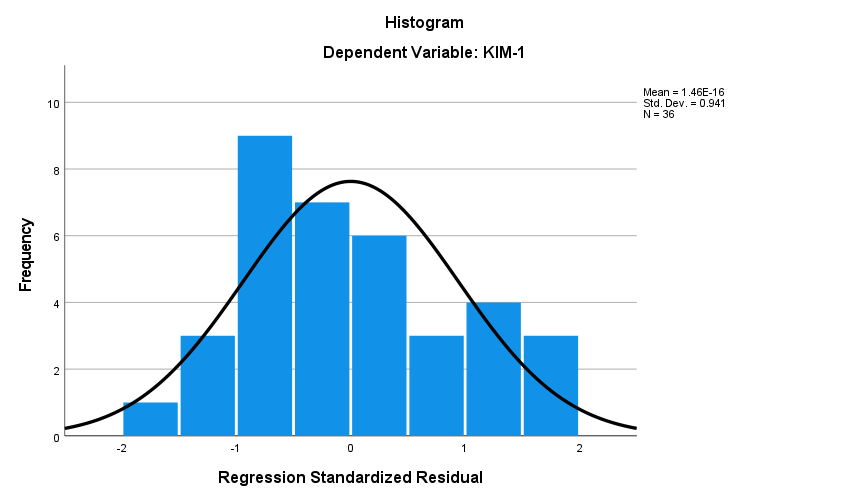 Histogram
Dependent Variable: KIM-1
Mean = 1.46E-16
Std. Dev. = 0.941
N = 36
10
8
6
4
2
0
Frequency
-2 -1 0 1 2
Regression Standardized Residual